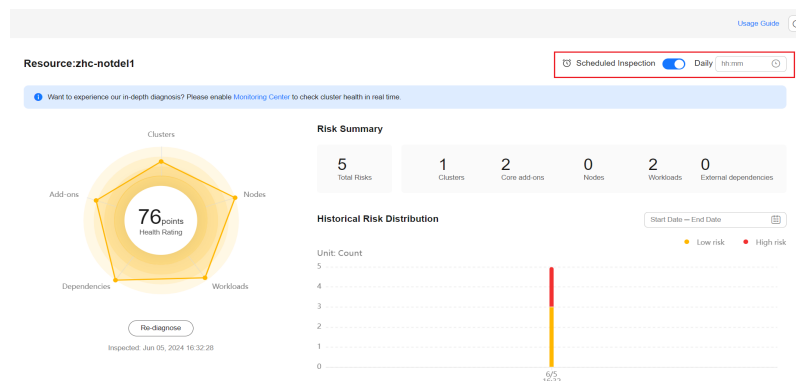 Usage Guide
Resource:zhc-notdel1
Scheduled Inspection Daily hh:mm
Want to experience our in-depth diagnosis? Please enable Monitoring Center to check cluster health in real time.
Clusters
Add-ons
Nodes
76 points
Health Rating
Dependencies
Workloads
Re-diagnose
Inspected: Jun 05, 2024 16:32:28
Risk Summary
5
Total Risks
1
Clusters
2
Core add-ons
0
Nodes
2
Workloads
0
External dependencies
Historical Risk Distribution
Start Date — End Date
Low risk High risk
Unit: Count
5
4
3
2
1
0
6/5